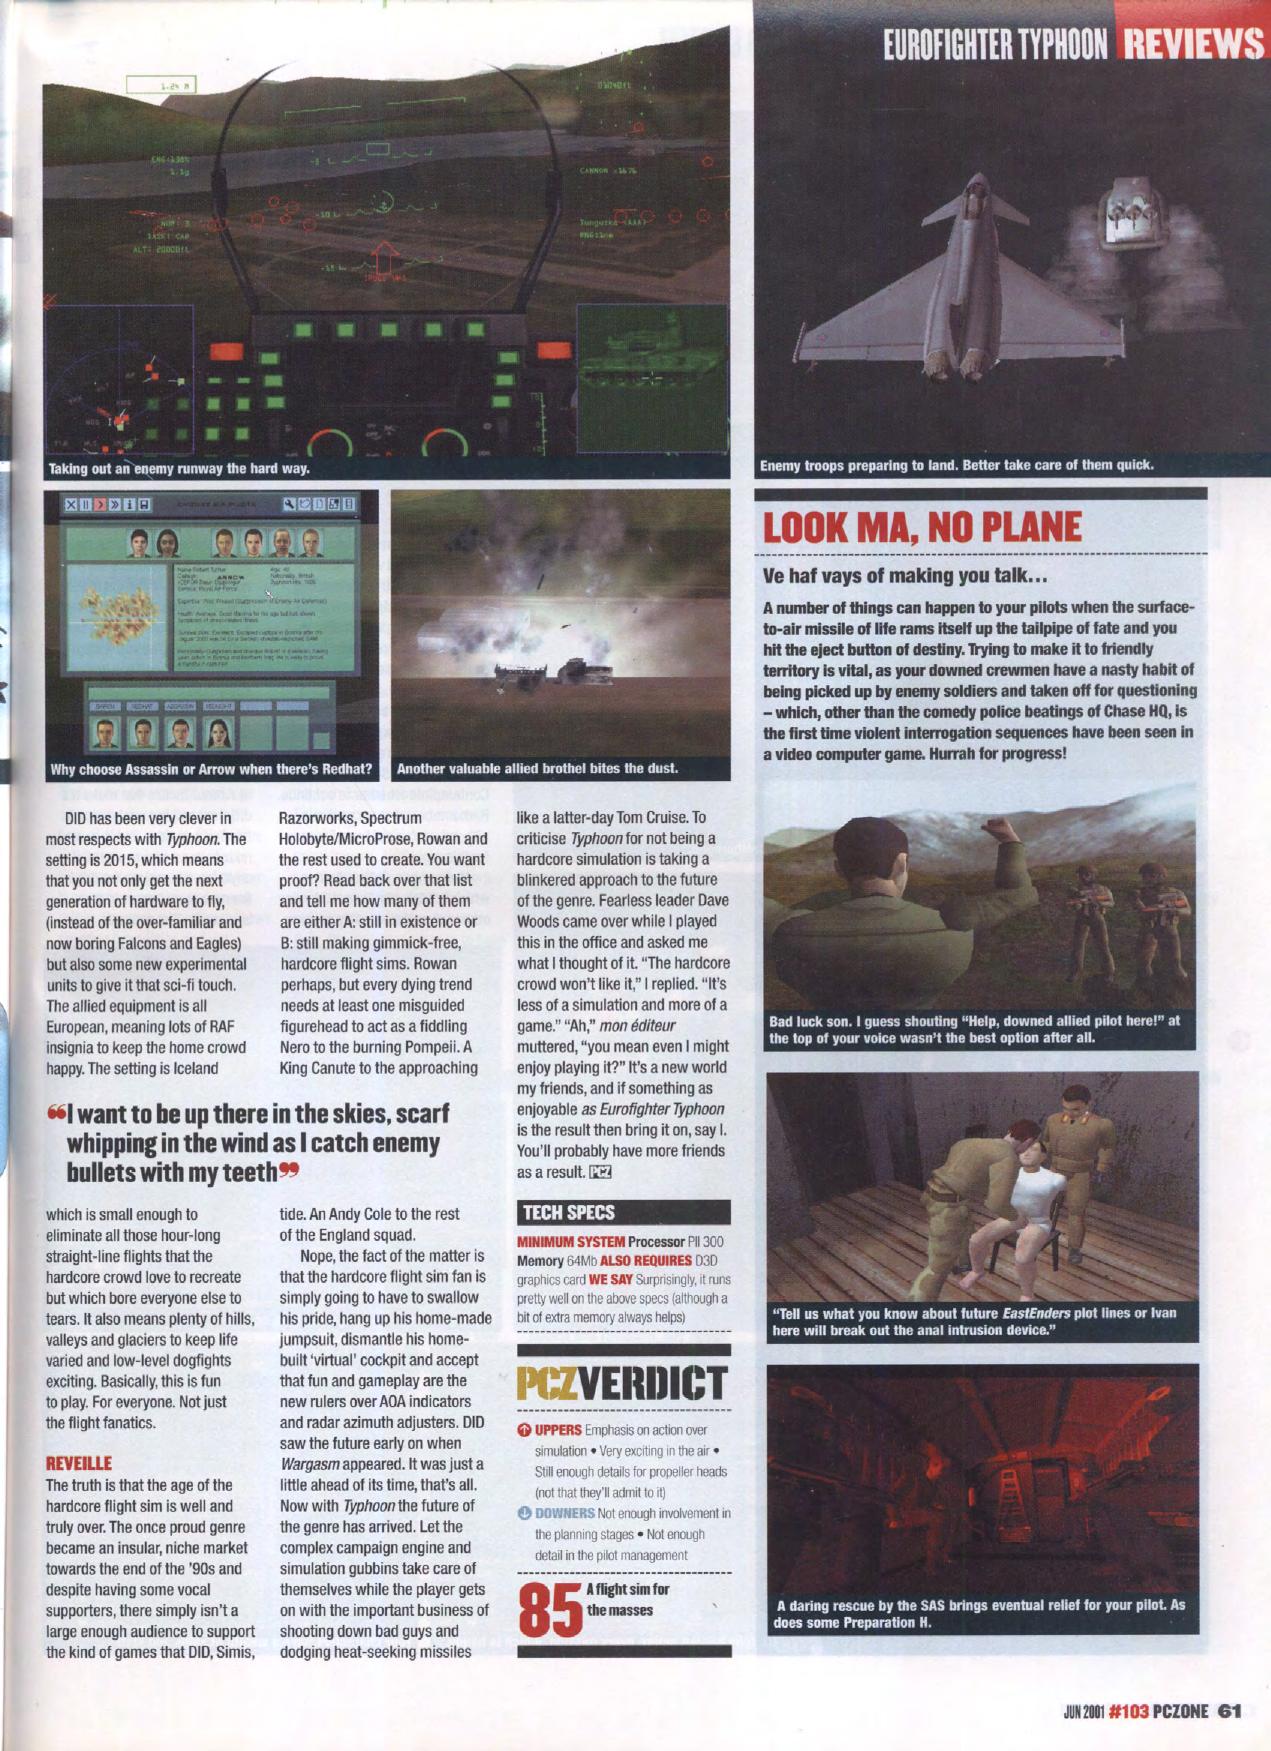 EUROFIGHTER TYPHOON REVIEWS
1.24 M
CANNON :1676
ALT: 20000ft
Taking out an enemy runway the hard way.
Enemy troops preparing to land. Better take care of them quick.
Why choose Assassin or Arrow when there's Redhat?
Another valuable allied brothel bites the dust.
DID has been very clever in
most respects with Typhoon. The
setting is 2015, which means
that you not only get the next
generation of hardware to fly,
(instead of the over-familiar and
now boring Falcons and Eagles)
but also some new experimental
units to give it that sci-fi touch.
The allied equipment is all
European, meaning lots of RAF
insignia to keep the home crowd
happy. The setting is Iceland
“I want to be up there in the skies, scarf
whipping in the wind as I catch enemy
bullets with my teeth”
which is small enough to
eliminate all those hour-long
straight-line flights that the
hardcore crowd love to recreate
but which bore everyone else to
tears. It also means plenty of hills,
valleys and glaciers to keep life
varied and low-level dogfights
exciting. Basically, this is fun
to play. For everyone. Not just
the flight fanatics.
REVEILLE
The truth is that the age of the
hardcore flight sim is well and
truly over. The once proud genre
became an insular, niche market
towards the end of the '90s and
despite having some vocal
supporters, there simply isn't a
large enough audience to support
the kind of games that DID, Simis,
Razorworks, Spectrum
Holobyte/MicroProse, Rowan and
the rest used to create. You want
proof? Read back over that list
and tell me how many of them
are either A: still in existence or
B: still making gimmick-free,
hardcore flight sims. Rowan
perhaps, but every dying trend
needs at least one misguided
figurehead to act as a fiddling
Nero to the burning Pompeii. A
King Canute to the approaching
tide. An Andy Cole to the rest
of the England squad.
Nope, the fact of the matter is
that the hardcore flight sim fan is
simply going to have to swallow
his pride, hang up his home-made
jumpsuit, dismantle his home-
built ‘virtual’ cockpit and accept
that fun and gameplay are the
new rulers over AOA indicators
and radar azimuth adjusters. DID
saw the future early on when
Wargasm appeared. It was just a
little ahead of its time, that's all.
Now with Typhoon the future of
the genre has arrived. Let the
complex campaign engine and
simulation gubbins take care of
themselves while the player gets
on with the important business of
shooting down bad guys and
dodging heat-seeking missiles
like a latter-day Tom Cruise. To
criticise Typhoon for not being a
hardcore simulation is taking a
blinkered approach to the future
of the genre. Fearless leader Dave
Woods came over while I played
this in the office and asked me
what I thought of it. “The hardcore
crowd won't like it,” I replied. “It's
less of a simulation and more of a
game.” “Ah,” mon éditeur
muttered, “you mean even I might
enjoy playing it?” It's a new world
my friends, and if something as
enjoyable as Eurofighter Typhoon
is the result then bring it on, say I.
You'll probably have more friends
as a result. PCZ
TECH SPECS
MINIMUM SYSTEM Processor PII 300
Memory 64Mb ALSO REQUIRES D3D
graphics card WE SAY Surprisingly, it runs
pretty well on the above specs (although a
bit of extra memory always helps)
PCZVERDICT
UPPERS Emphasis on action over
simulation • Very exciting in the air •
Still enough details for propeller heads
(not that they'll admit to it)
DOWNERS Not enough involvement in
the planning stages • Not enough
detail in the pilot management
85 A flight sim for
the masses
LOOK MA, NO PLANE
Ve haf vays of making you talk...
A number of things can happen to your pilots when the surface-
to-air missile of life rams itself up the tailpipe of fate and you
hit the eject button of destiny. Trying to make it to friendly
territory is vital, as your downed crewmen have a nasty habit of
being picked up by enemy soldiers and taken off for questioning
– which, other than the comedy police beatings of Chase HQ, is
the first time violent interrogation sequences have been seen in
a video computer game. Hurrah for progress!
Bad luck son. I guess shouting “Help, downed allied pilot here!” at
the top of your voice wasn't the best option after all.
“Tell us what you know about future EastEnders plot lines or Ivan
here will break out the anal intrusion device.”
A daring rescue by the SAS brings eventual relief for your pilot. As
does some Preparation H.
JUN 2001 #103 PCZONE 61